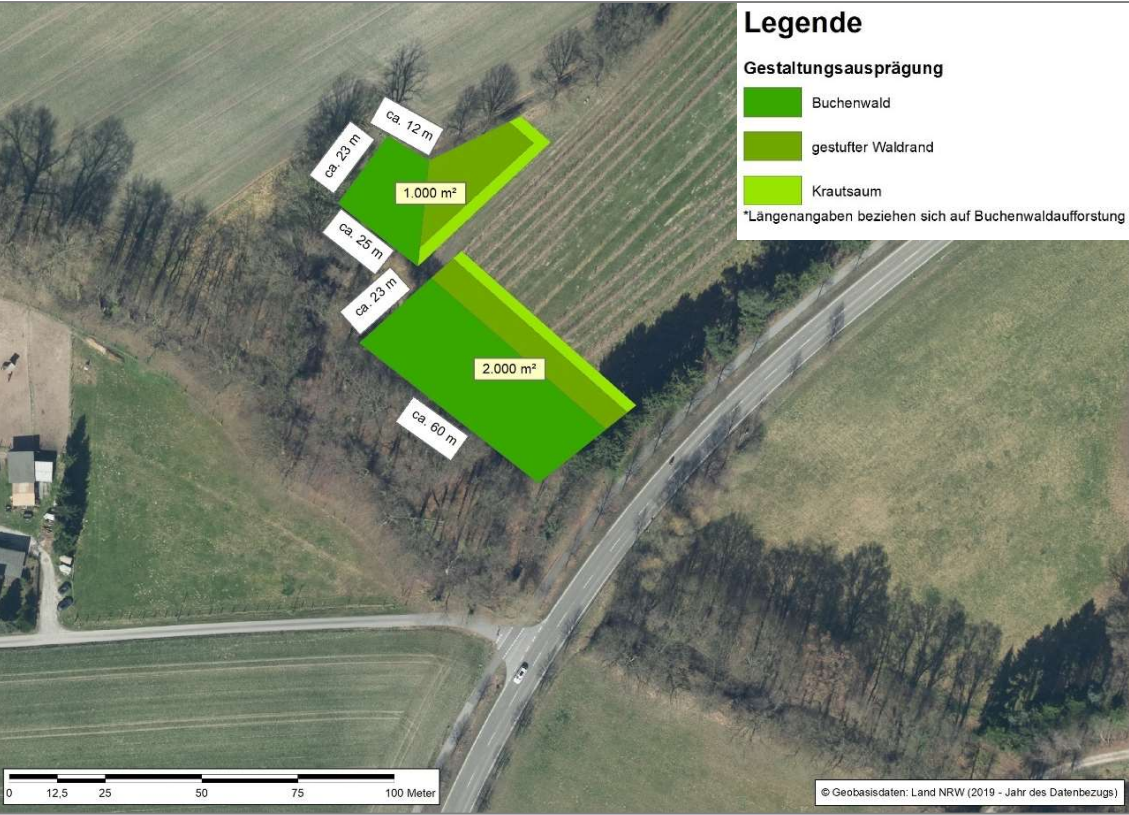 Legende
Gestaltungsausprägung
Buchenwald
gestufter Waldrand
Krautsaum
*Längenangaben beziehen sich auf Buchenwaldaufforstung
ca. 12 m
ca. 23 m
1.000 m²
ca. 25 m
ca. 23 m
2.000 m²
ca. 60 m
0 12,5 25 50 75 100 Meter
© Geobasisdaten: Land NRW (2019 - Jahr des Datenbezugs)